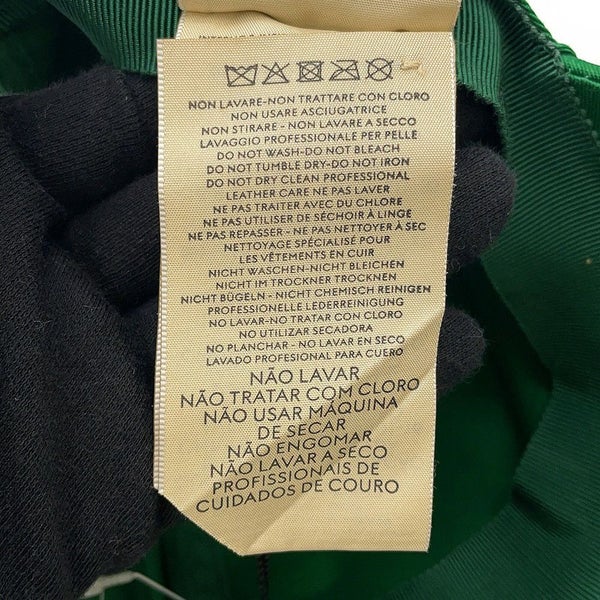 NON LAVARE-NON TRATTARE CON CLORO
NON USARE ASCIUGATRICE
NON STIRARE - NON LAVARE A SECCO
LAVAGGIO PROFESSIONALE PER PELLE
DO NOT WASH-DO NOT BLEACH
DO NOT TUMBLE DRY-DO NOT IRON
DO NOT DRY CLEAN PROFESSIONAL
LEATHER CARE NE PAS LAVER
NE PAS TRAITER AVEC DU CHLORE
NE PAS UTILISER DE SÈCHOIR À LINGE
NE PAS REPASSER - NE PAS NETTOYER À SEC
NETTOYAGE SPÉCIALISÉ POUR
LES VÊTEMENTS EN CUIR
NICHT WASCHEN-NICHT BLEICHEN
NICHT IM TROCKNER TROCKNEN
NICHT BÜGELN - NICHT CHEMISCH REINIGEN
PROFESSIONELLE LEDERREINIGUNG
NO LAVAR-NO TRATAR CON CLORO
NO UTILIZAR SECADORA
NO PLANCHAR - NO LAVAR EN SECO
LAVADO PROFESIONAL PARA CUERO
NÃO LAVAR
NÃO TRATAR COM CLORO
NÃO USAR MÁQUINA
DE SECAR
NÃO ENGOMAR
NÃO LAVAR A SECO
PROFISSIONAIS DE
CUIDADOS DE COURO